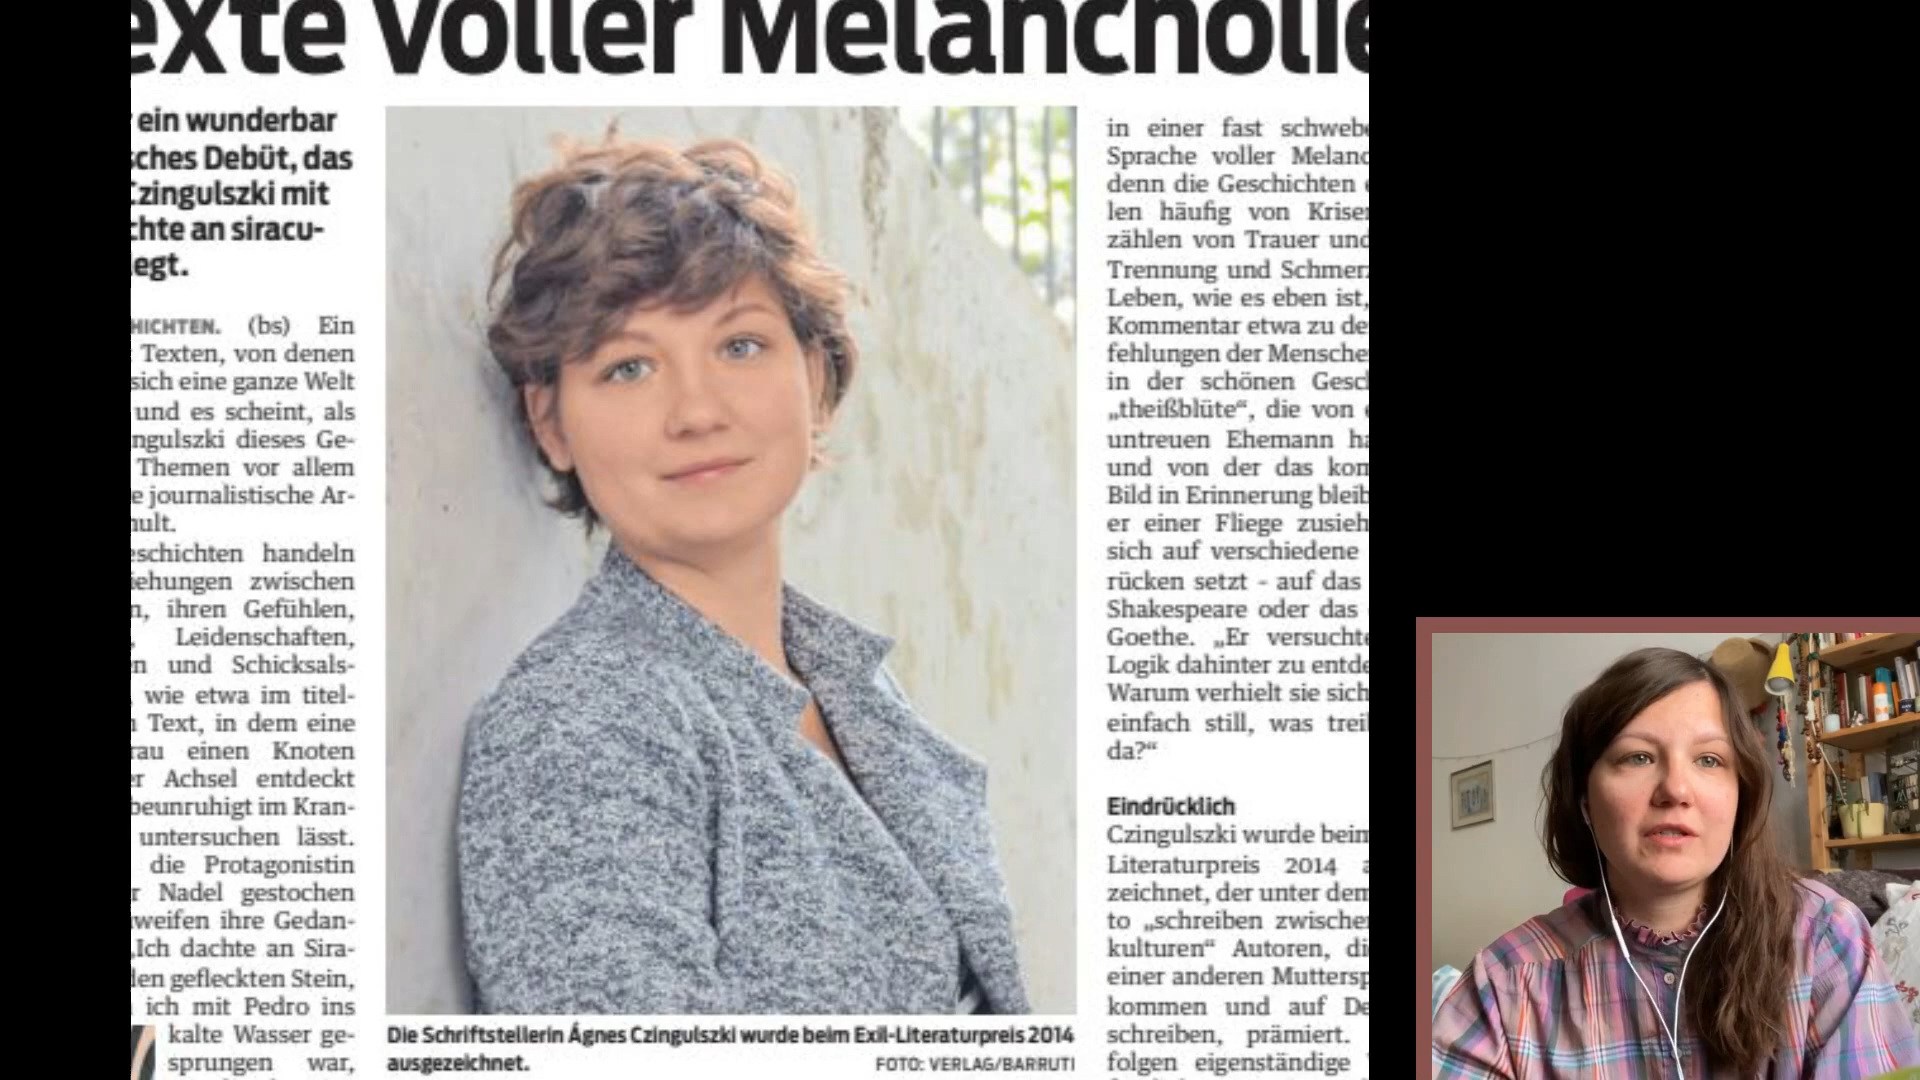 exte voller Melancholie
ein wunderbar
sches Debüt, das
Czingulszki mit
chte an siracu-
legt.
HICHTEN. (bs) Ein
Texten, von denen
sich eine ganze Welt
und es scheint, als
ngulszki dieses Ge-
Themen vor allem
e journalistische Ar-
hult.
eschichten handeln
iehungen zwischen
n, ihren Gefühlen,
, Leidenschaften,
en und Schicksals-
, wie etwa im titel-
n Text, in dem eine
rau einen Knoten
er Achsel entdeckt
beunruhigt im Kran-
untersuchen lässt.
die Protagonistin
r Nadel gestochen
weifen ihre Gedan-
„Ich dachte an Sira-
den gefleckten Stein,
ich mit Pedro ins
kalte Wasser ge-
sprungen war,
Die Schriftstellerin Ágnes Czingulszki wurde beim Exil-Literaturpreis 2014
ausgezeichnet. FOTO: VERLAG/BARRUTI
in einer fast schwebe
Sprache voller Melanc
denn die Geschichten e
len häufig von Krisen
zählen von Trauer und
Trennung und Schmerz
Leben, wie es eben ist,
Kommentar etwa zu de
fehlungen der Mensche
in der schönen Gesch
„theißblüte“, die von e
untreuen Ehemann ha
und von der das kom
Bild in Erinnerung bleib
er einer Fliege zusieh
sich auf verschiedene
rücken setzt - auf das
Shakespeare oder das
Goethe. „Er versuchte
Logik dahinter zu entde
Warum verhielt sie sich
einfach still, was trei
da?“
Eindrücklich
Czingulszki wurde beim
Literaturpreis 2014 a
zeichnet, der unter dem
to „schreiben zwischen
kulturen“ Autoren, di
einer anderen Muttersp
kommen und auf De
schreiben, prämiert.
folgen eigenständige